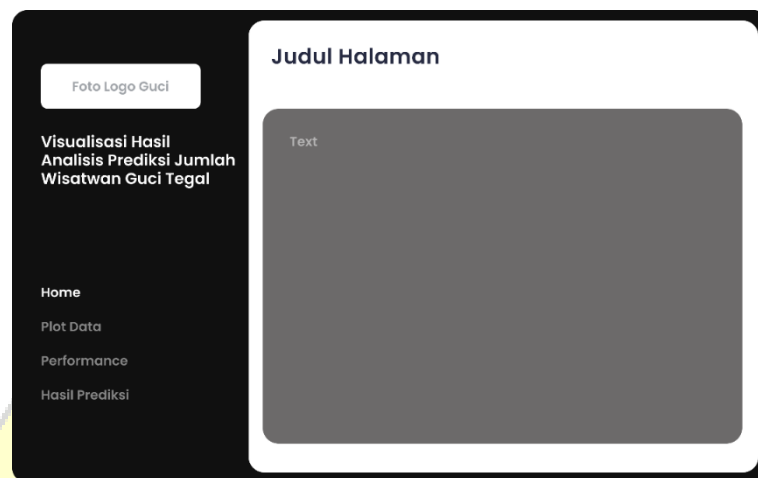 Foto Logo Guci
Visualisasi Hasil
Analisis Prediksi Jumlah
Wisatwan Guci Tegal
Home
Plot Data
Performance
Hasil Prediksi
Judul Halaman
Text